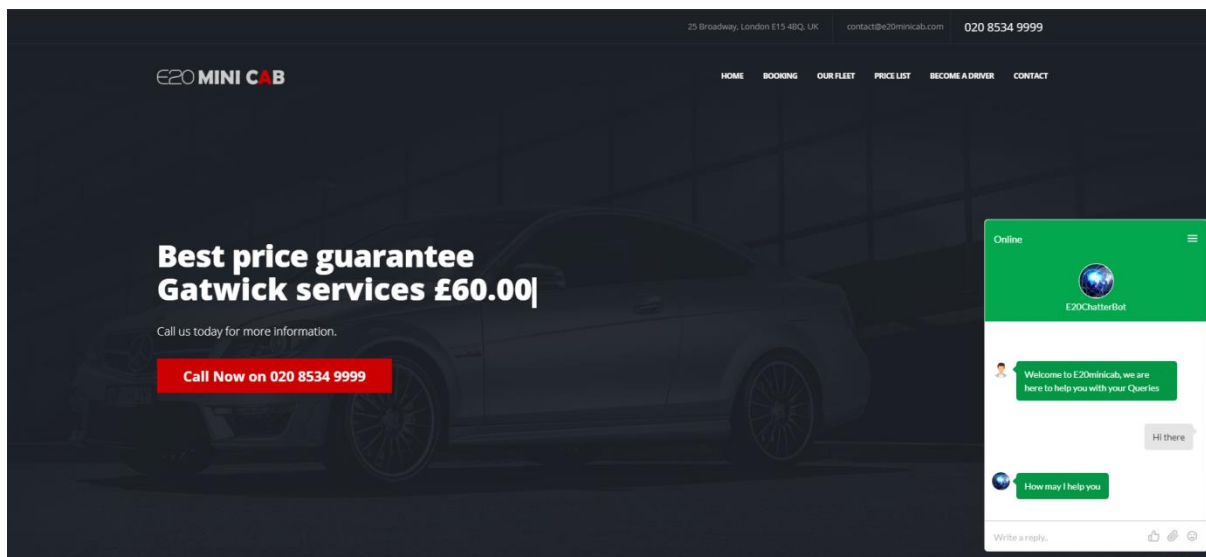 25 Broadway, London E15 4BQ, UK contact@e20minicab.com 020 8534 9999
E20 MINI CAB
HOME BOOKING OUR FLEET PRICE LIST BECOME A DRIVER CONTACT
Best price guarantee
Gatwick services £60.00|
Call us today for more information.
Call Now on 020 8534 9999
Online
E20ChatterBot
Welcome to E20minicab, we are
here to help you with your Queries
Hi there
How may I help you
Write a reply..